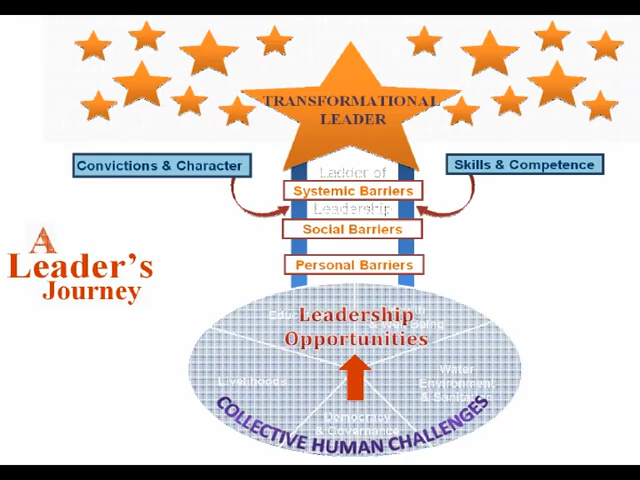 TRANSFORMATIONAL
LEADER
Convictions & Character
Skills & Competence
Ladder of
Systemic Barriers
Leadership
Social Barriers
Personal Barriers
A
Leader's
Journey
Leadership
Opportunities
Livelihoods
Water
Environment
Democracy
& Governance
COLLECTIVE HUMAN CHALLENGES